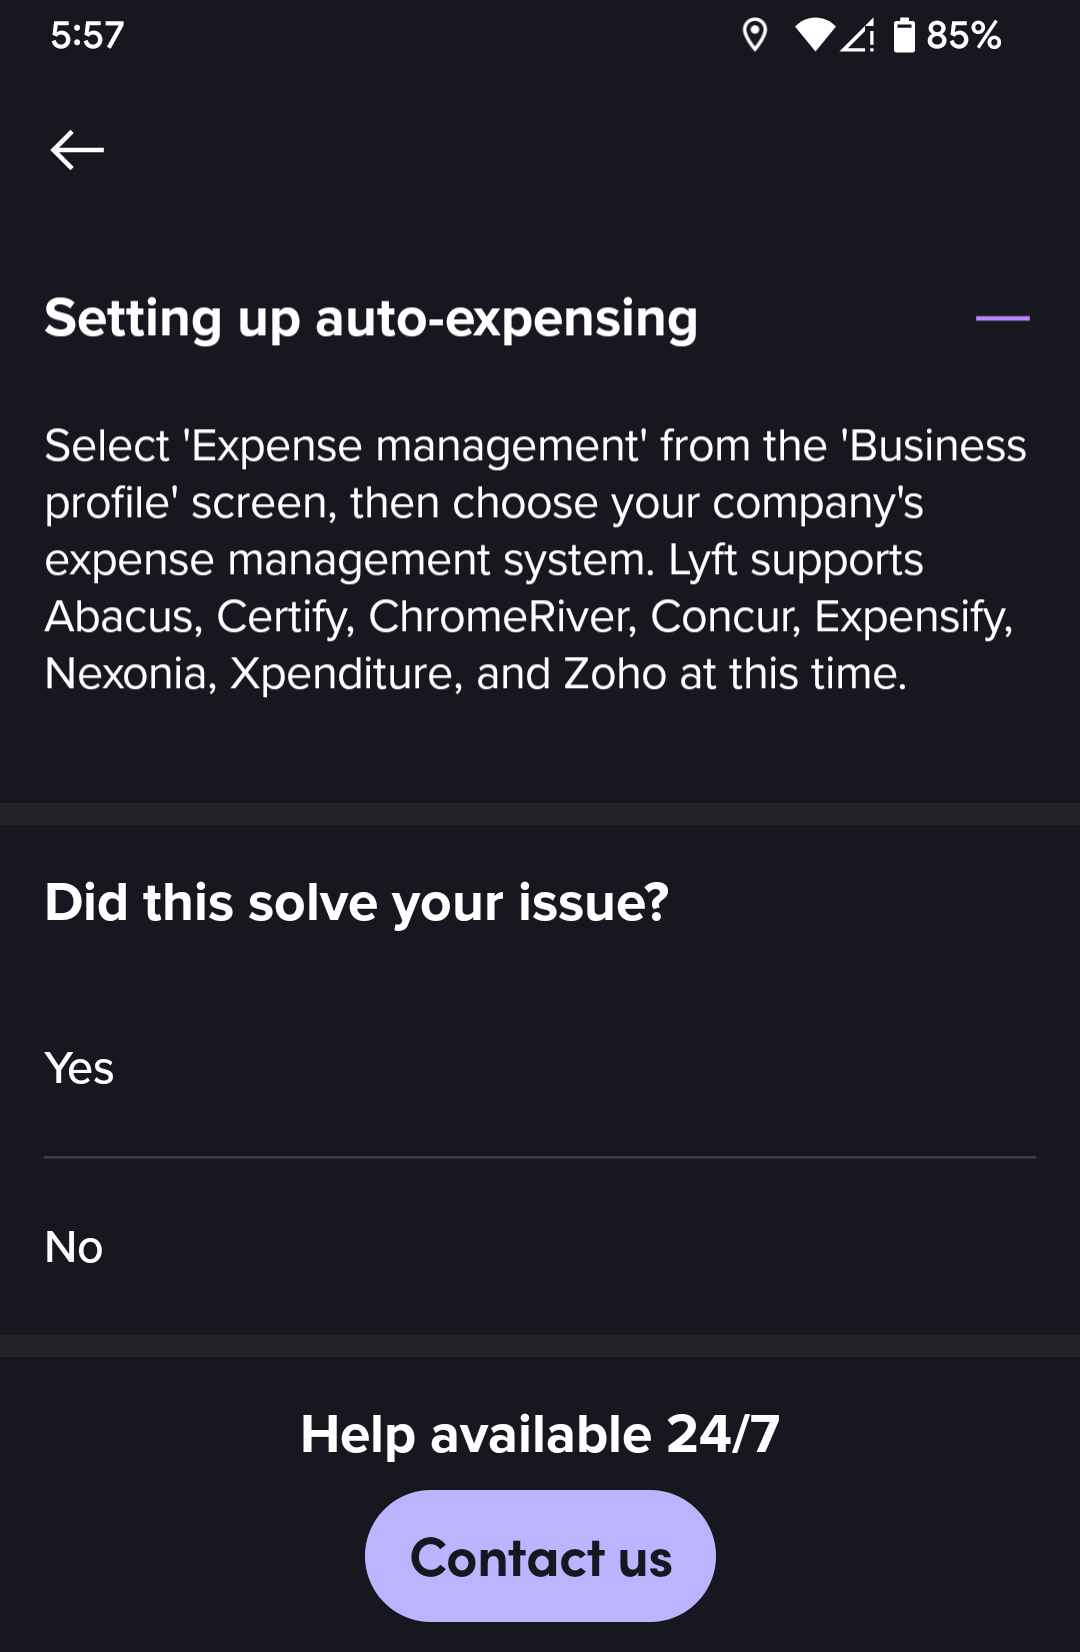 5:57
85%
Setting up auto-expensing
Select 'Expense management' from the 'Business
profile' screen, then choose your company's
expense management system. Lyft supports
Abacus, Certify, ChromeRiver, Concur, Expensify,
Nexonia, Xpenditure, and Zoho at this time.
Did this solve your issue?
Yes
No
Help available 24/7
Contact us